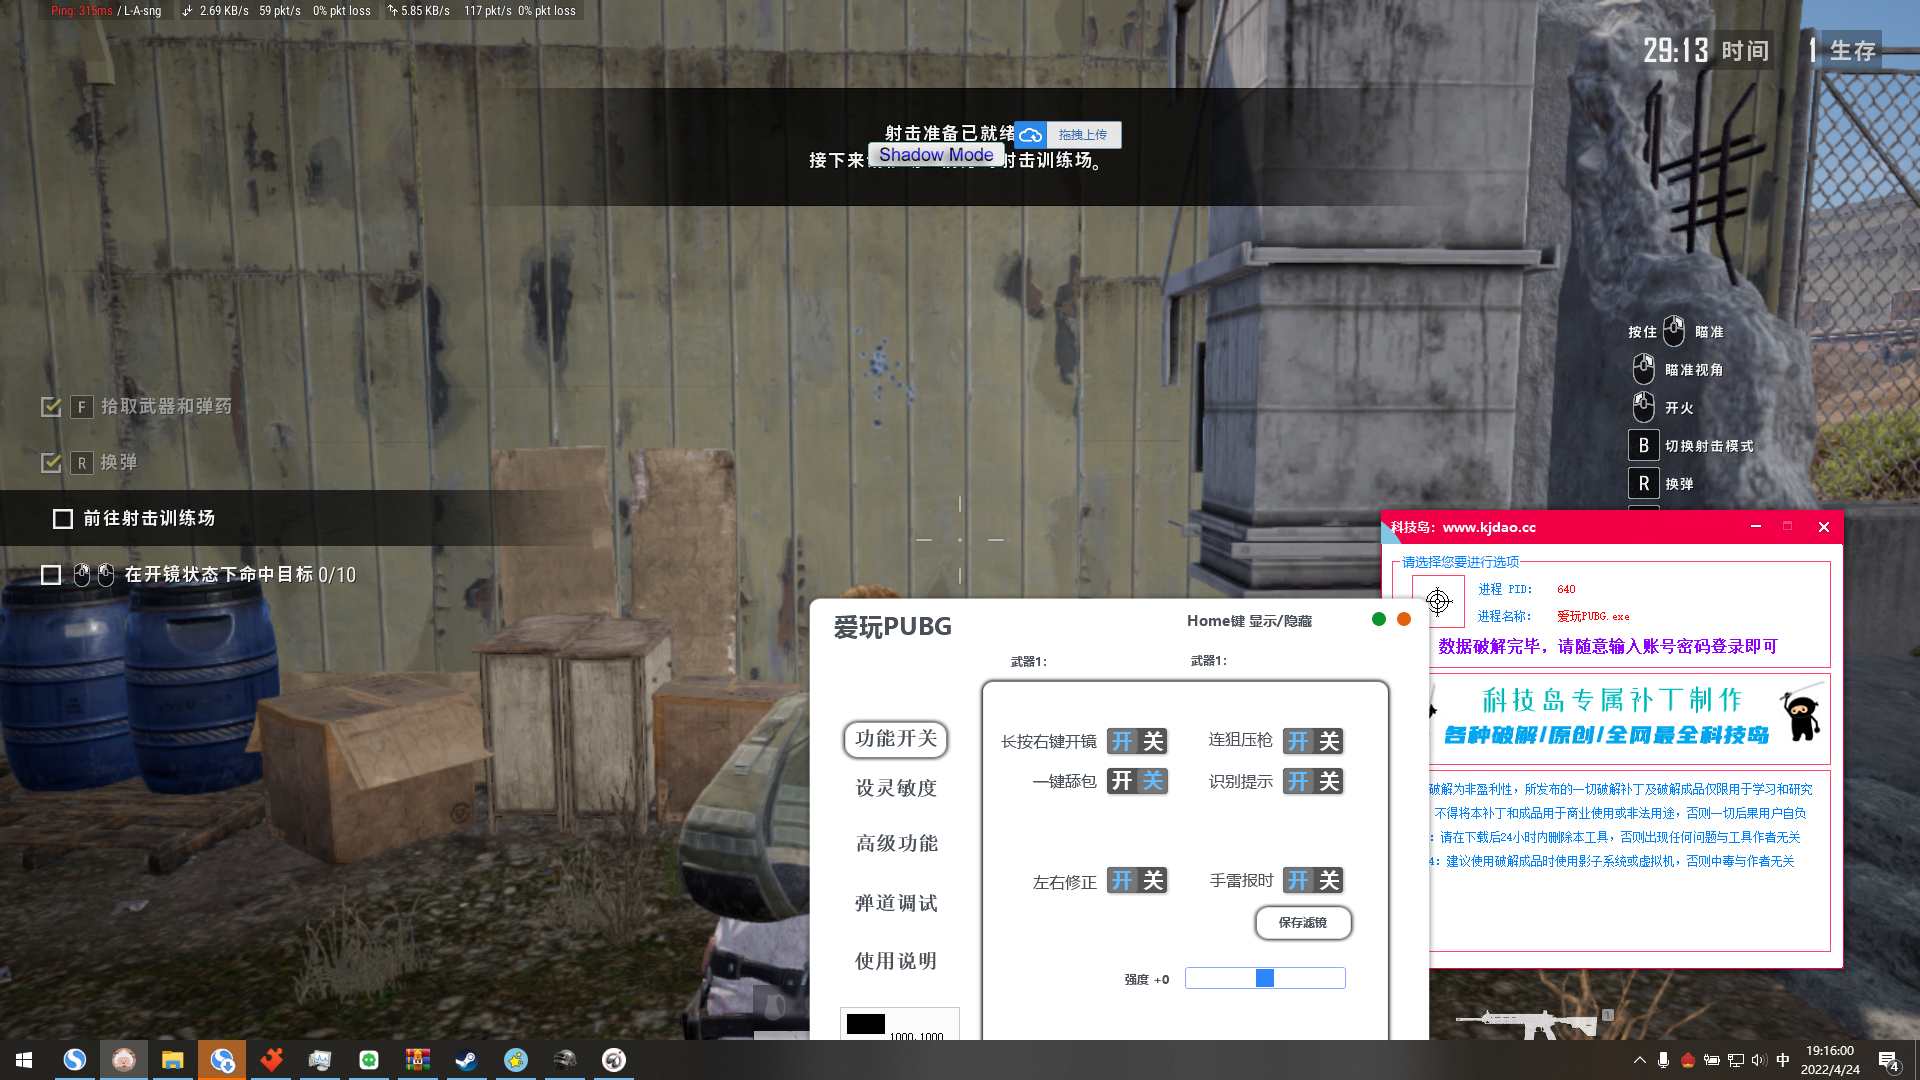 Ping: 315ms / L-A-sng 2.69 KB/s 59 pkt/s 0% pkt loss 5.85 KB/s 117 pkt/s 0% pkt loss
29:13 时间 1 生存
射击准备已就绪
拖拽上传
Shadow Mode
接下来
射击训练场。
F 拾取武器和弹药
R 换弹
前往射击训练场
在开镜状态下命中目标 0/10
按住 瞄准
瞄准视角
开火
B 切换射击模式
R 换弹
科技岛：www.kjdao.cc
请选择您要进行选项
进程 PID： 640
进程名称： 爱玩PUBG.exe
数据破解完毕，请随意输入账号密码登录即可
科技岛专属补丁制作
各种破解/原创/全网最全科技岛
破解为非盈利性，所发布的一切破解补丁及破解成品仅限用于学习和研究
不得将本补丁和成品用于商业使用或非法用途，否则一切后果用户自负
：请在下载后24小时内删除本工具，否则出现任何问题与工具作者无关
4：建议使用破解成品时使用影子系统或虚拟机，否则中毒与作者无关
爱玩PUBG
Home键 显示/隐藏
武器1：
武器1：
功能开关
设灵敏度
高级功能
弹道调试
使用说明
长按右键开镜 开 关
连狙压枪 开 关
一键舔包 开 关
识别提示 开 关
左右修正 开 关
手雷报时 开 关
保存滤镜
强度 +0
1000.1000
1
中
19:16:00
2022/4/24
4